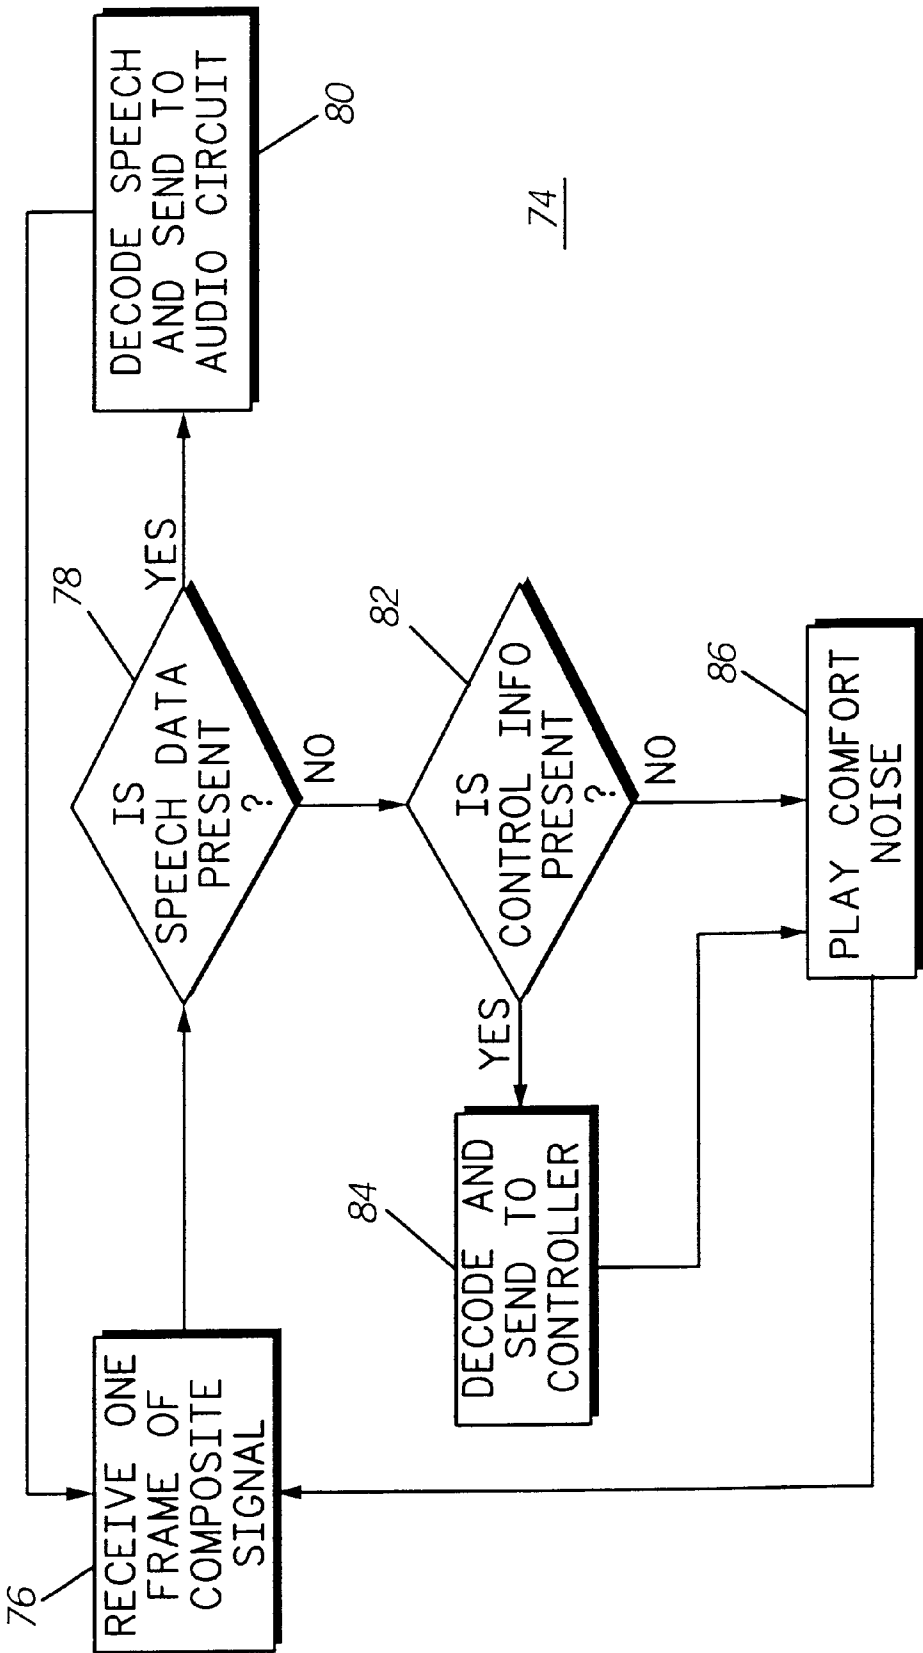 76
RECEIVE ONE
FRAME OF
COMPOSITE
SIGNAL
78
IS
SPEECH DATA
PRESENT
?
YES
NO
DECODE SPEECH
AND SEND TO
AUDIO CIRCUIT
80
82
IS
CONTROL INFO
PRESENT
?
YES
NO
84
DECODE AND
SEND TO
CONTROLLER
86
PLAY COMFORT
NOISE
74